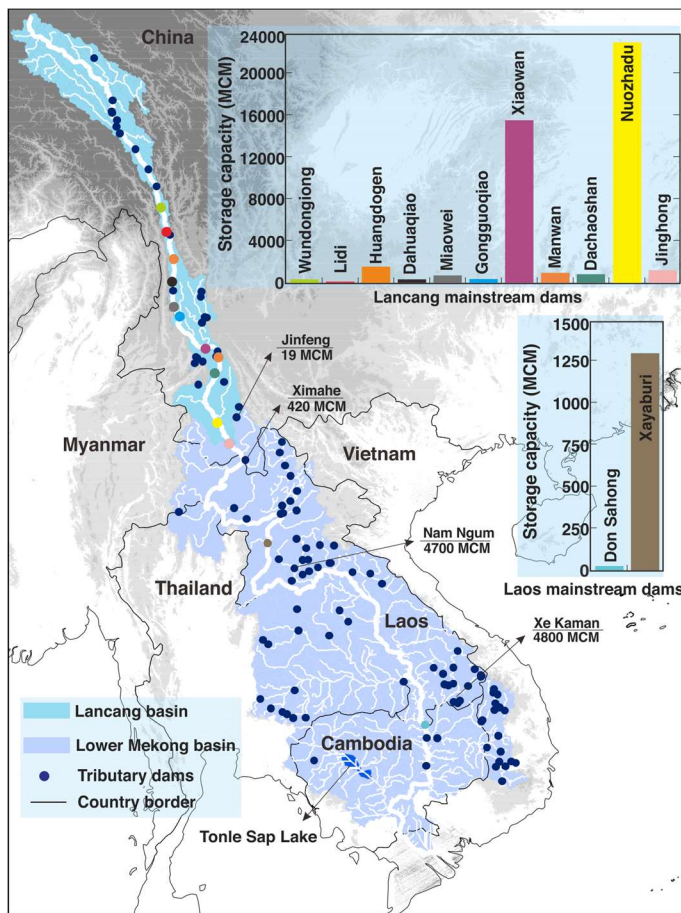 China
Storage capacity (MCM)
24000
20000
16000
12000
8000
4000
0
Wundongiong
Lidi
Huangdogen
Dahuaqiao
Miaowei
Gongguoqiao
Xiaowan
Manwan
Dachaoshan
Nuozhadu
Jinghong
Lancang mainstream dams
Jinfeng
19 MCM
Ximahe
420 MCM
Storage capacity (MCM)
1500
1250
1000
750
500
250
0
Don Sahong
Xayaburi
Laos mainstream dams
Myanmar
Vietnam
Nam Ngum
4700 MCM
Thailand
Laos
Xe Kaman
4800 MCM
Lancang basin
Lower Mekong basin
Tributary dams
Country border
Cambodia
Tonle Sap Lake